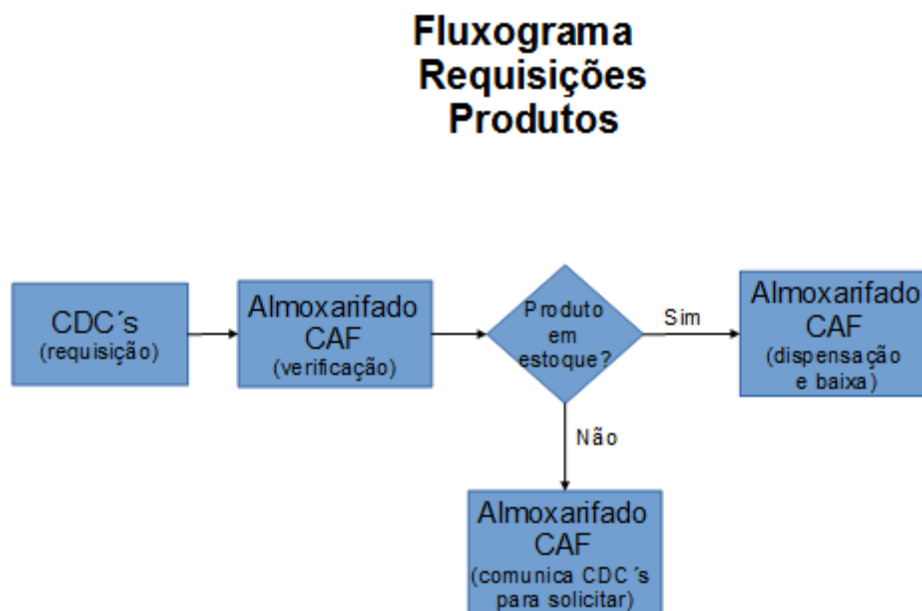 Fluxograma
Requisições
Produtos
CDC´s
(requisição)
Almoxarifado
CAF
(verificação)
Produto
em
estoque?
Sim
Almoxarifado
CAF
(dispensação
e baixa)
Não
Almoxarifado
CAF
(comunica CDC´s
para solicitar)